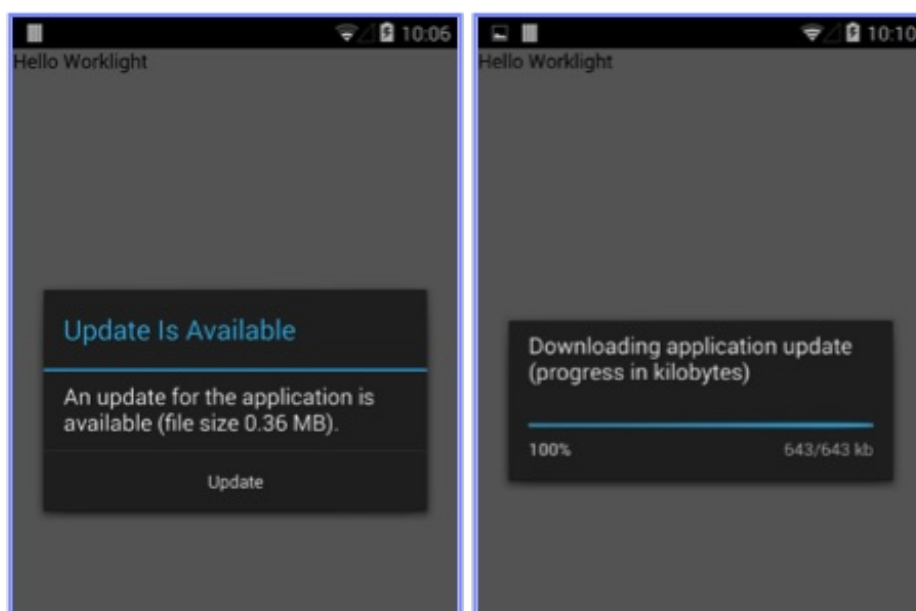 10:06
Hello Worklight
Update Is Available
An update for the application is
available (file size 0.36 MB).
Update
10:10
Hello Worklight
Downloading application update
(progress in kilobytes)
100% 643/643 kb